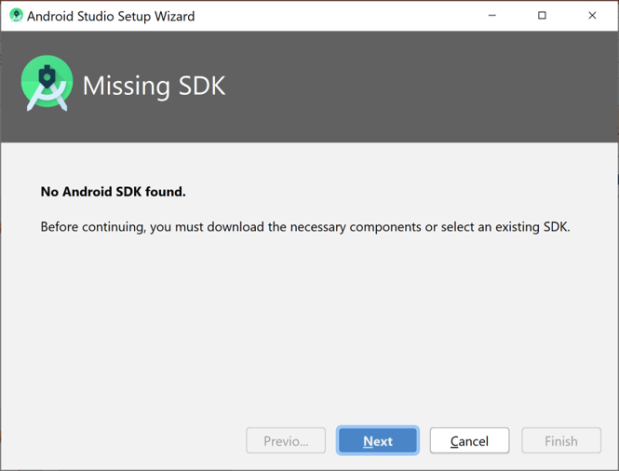 Android Studio Setup Wizard
Missing SDK
No Android SDK found.
Before continuing, you must download the necessary components or select an existing SDK.
Previo... Next Cancel Finish